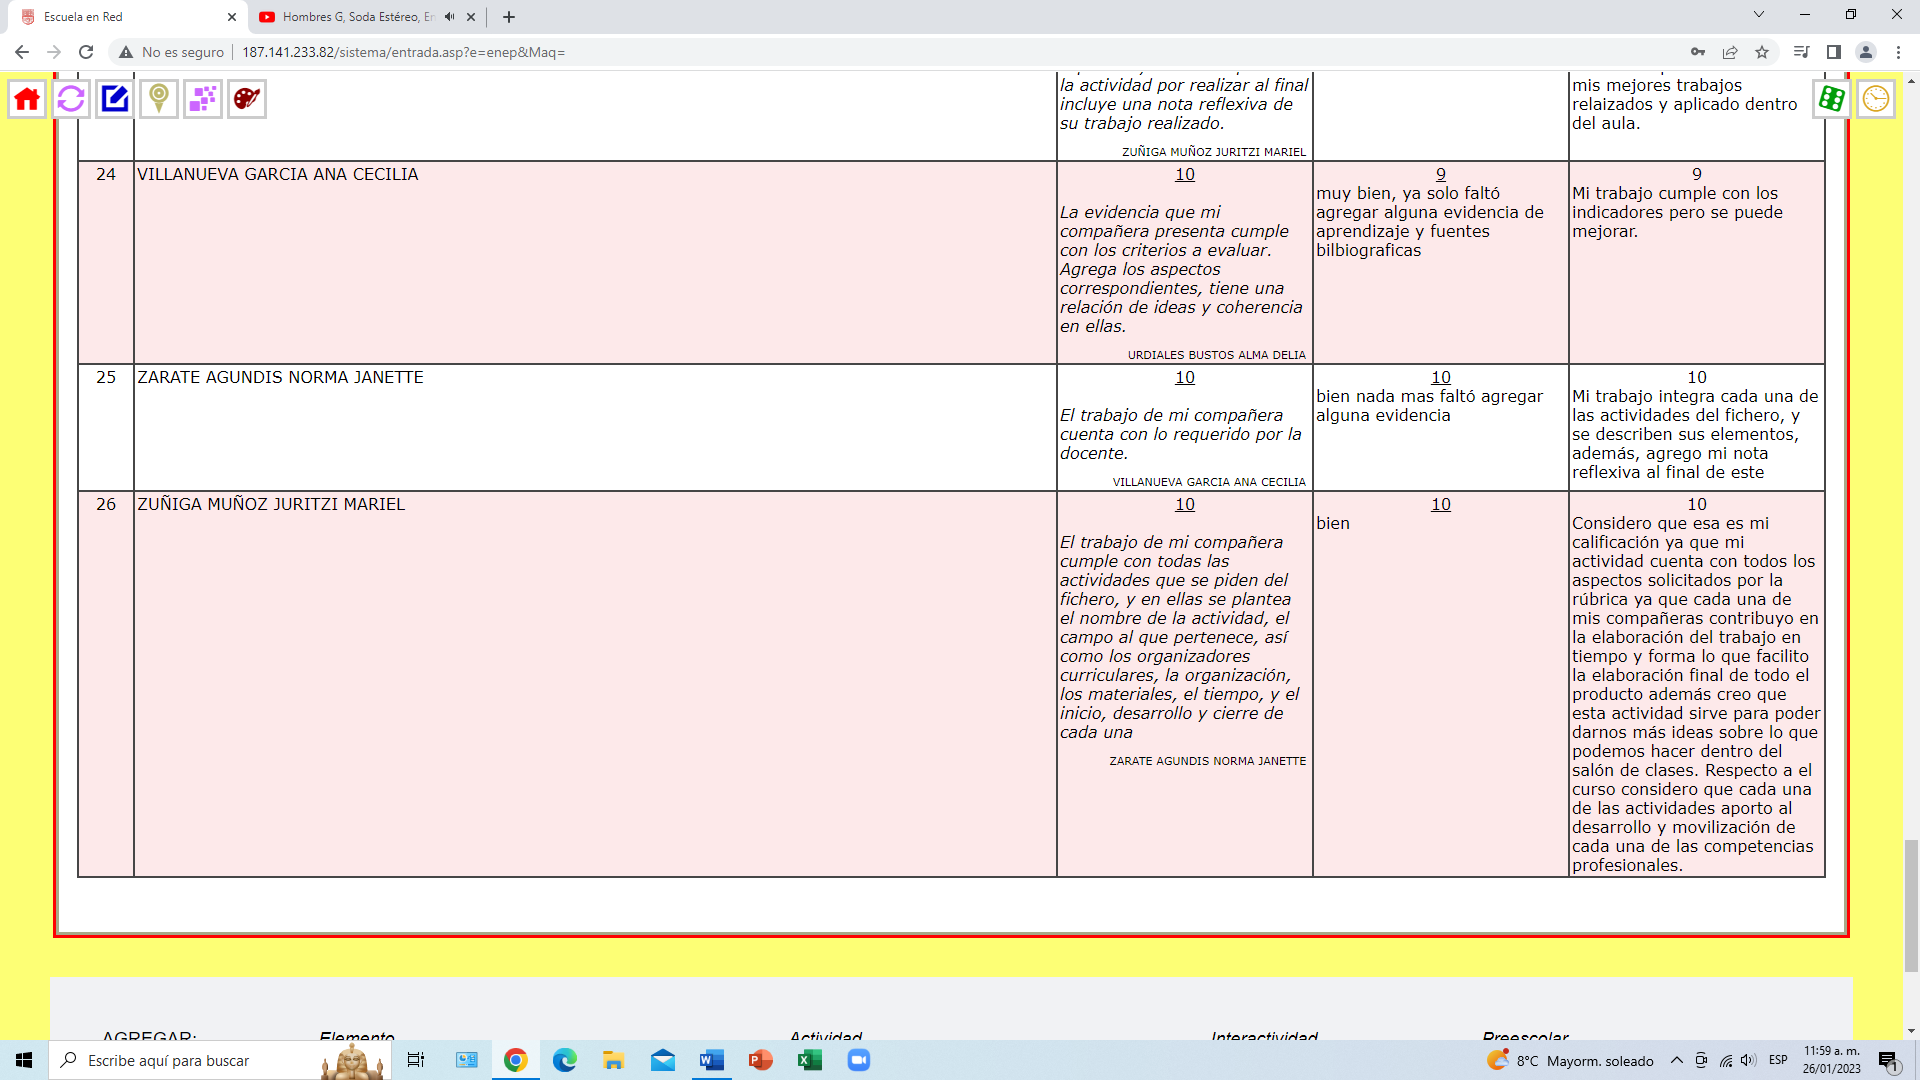 Escuela en Red
Hombres G, Soda Estéreo, En
No es seguro
187.141.233.82/sistema/entrada.asp?e=enep&Maq=
la actividad por realizar al final
incluye una nota reflexiva de
su trabajo realizado.
ZUÑIGA MUÑOZ JURITZI MARIEL
mis mejores trabajos
relaizados y aplicado dentro
del aula.
24
VILLANUEVA GARCIA ANA CECILIA
10
La evidencia que mi
compañera presenta cumple
con los criterios a evaluar.
Agrega los aspectos
correspondientes, tiene una
relación de ideas y coherencia
en ellas.
URDIALES BUSTOS ALMA DELIA
9
muy bien, ya solo faltó
agregar alguna evidencia de
aprendizaje y fuentes
bilbiograficas
9
Mi trabajo cumple con los
indicadores pero se puede
mejorar.
25
ZARATE AGUNDIS NORMA JANETTE
10
El trabajo de mi compañera
cuenta con lo requerido por la
docente.
VILLANUEVA GARCIA ANA CECILIA
10
bien nada mas faltó agregar
alguna evidencia
10
Mi trabajo integra cada una de
las actividades del fichero, y
se describen sus elementos,
además, agrego mi nota
reflexiva al final de este
26
ZUÑIGA MUÑOZ JURITZI MARIEL
10
El trabajo de mi compañera
cumple con todas las
actividades que se piden del
fichero, y en ellas se plantea
el nombre de la actividad, el
campo al que pertenece, así
como los organizadores
curriculares, la organización,
los materiales, el tiempo, y el
inicio, desarrollo y cierre de
cada una
ZARATE AGUNDIS NORMA JANETTE
10
bien
10
Considero que esa es mi
calificación ya que mi
actividad cuenta con todos los
aspectos solicitados por la
rúbrica ya que cada una de
mis compañeras contribuyo en
la elaboración del trabajo en
tiempo y forma lo que facilito
la elaboración final de todo el
producto además creo que
esta actividad sirve para poder
darnos más ideas sobre lo que
podemos hacer dentro del
salón de clases. Respecto a el
curso considero que cada una
de las actividades aporto al
desarrollo y movilización de
cada una de las competencias
profesionales.
AGREGAR:
Elemento
Actividad
Interactividad
Preescolar
Escribe aquí para buscar
8°C Mayorm. soleado
ESP
11:59 a. m.
26/01/2023
1